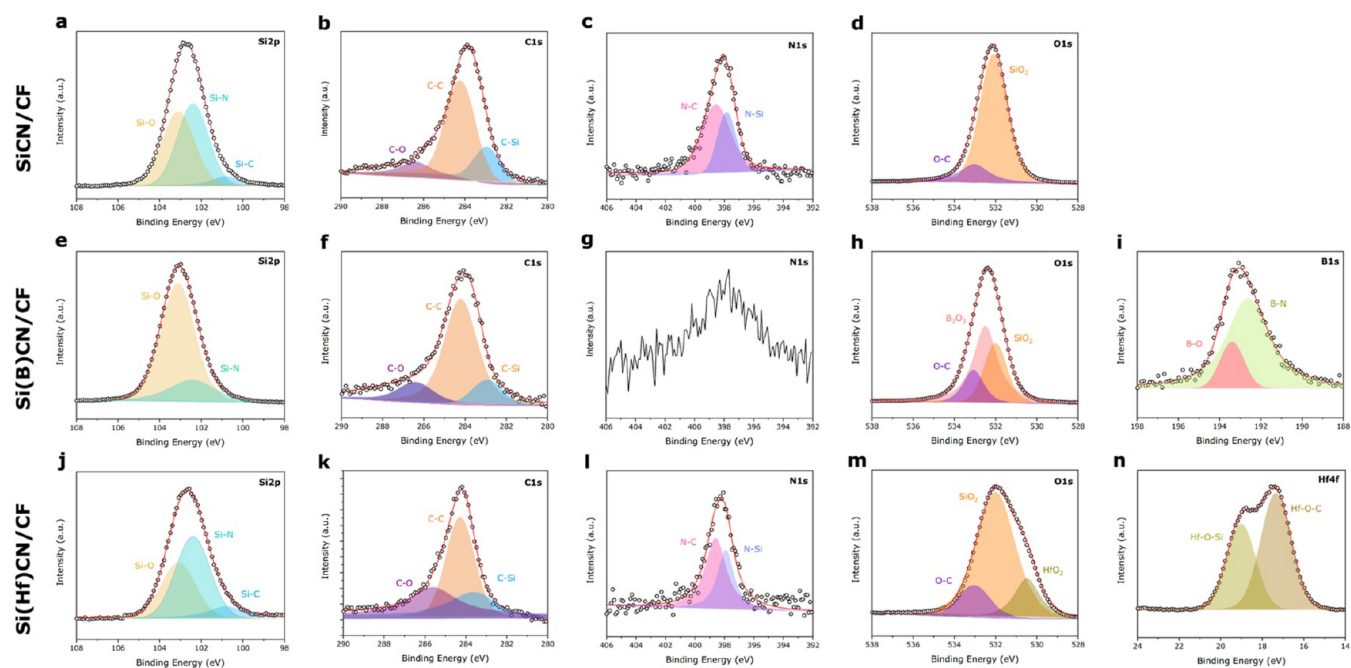 SiCN/CF
a
Si2p
Si-O
Si-N
Si-C
Intensity (a.u.)
108 106 104 102 100 98
Binding Energy (eV)
b
C1s
C-C
C-O
C-Si
Intensity (a.u.)
290 288 286 284 282 280
Binding Energy (eV)
c
N1s
N-C
N-Si
Intensity (a.u.)
406 404 402 400 398 396 394 392
Binding Energy (eV)
d
O1s
SiO₂
O-C
Intensity (a.u.)
538 536 534 532 530 528
Binding Energy (eV)
Si(B)CN/CF
e
Si2p
Si-O
Si-N
Intensity (a.u.)
108 106 104 102 100 98
Binding Energy (eV)
f
C1s
C-C
C-O
C-Si
Intensity (a.u.)
290 288 286 284 282 280
Binding Energy (eV)
g
N1s
Intensity (a.u.)
406 404 402 400 398 396 394 392
Binding Energy (eV)
h
O1s
B₂O₃
SiO₂
O-C
Intensity (a.u.)
538 536 534 532 530 528
Binding Energy (eV)
i
B1s
B-N
B-O
Intensity (a.u.)
198 196 194 192 190 188
Binding Energy (eV)
Si(Hf)CN/CF
j
Si2p
Si-N
Si-O
Si-C
Intensity (a.u.)
108 106 104 102 100 98
Binding Energy (eV)
k
C1s
C-C
C-O
C-Si
Intensity (a.u.)
290 288 286 284 282 280
Binding Energy (eV)
l
N1s
N-C
N-Si
Intensity (a.u.)
406 404 402 400 398 396 394 392
Binding Energy (eV)
m
O1s
SiO₂
O-C
HfO₂
Intensity (a.u.)
538 536 534 532 530 528
Binding Energy (eV)
n
Hf4f
Hf-O-C
Hf-O-Si
Intensity (a.u.)
24 22 20 18 16 14
Binding Energy (eV)